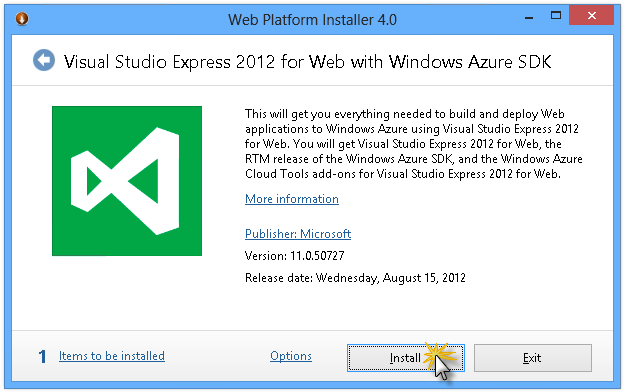 Web Platform Installer 4.0
Visual Studio Express 2012 for Web with Windows Azure SDK
This will get you everything needed to build and deploy Web
applications to Windows Azure using Visual Studio Express 2012
for Web. You will get Visual Studio Express 2012 for Web, the
RTM release of the Windows Azure SDK, and the Windows Azure
Cloud Tools add-ons for Visual Studio Express 2012 for Web.
More information
Publisher: Microsoft
Version: 11.0.50727
Release date: Wednesday, August 15, 2012
1 Items to be installed Options Install Exit